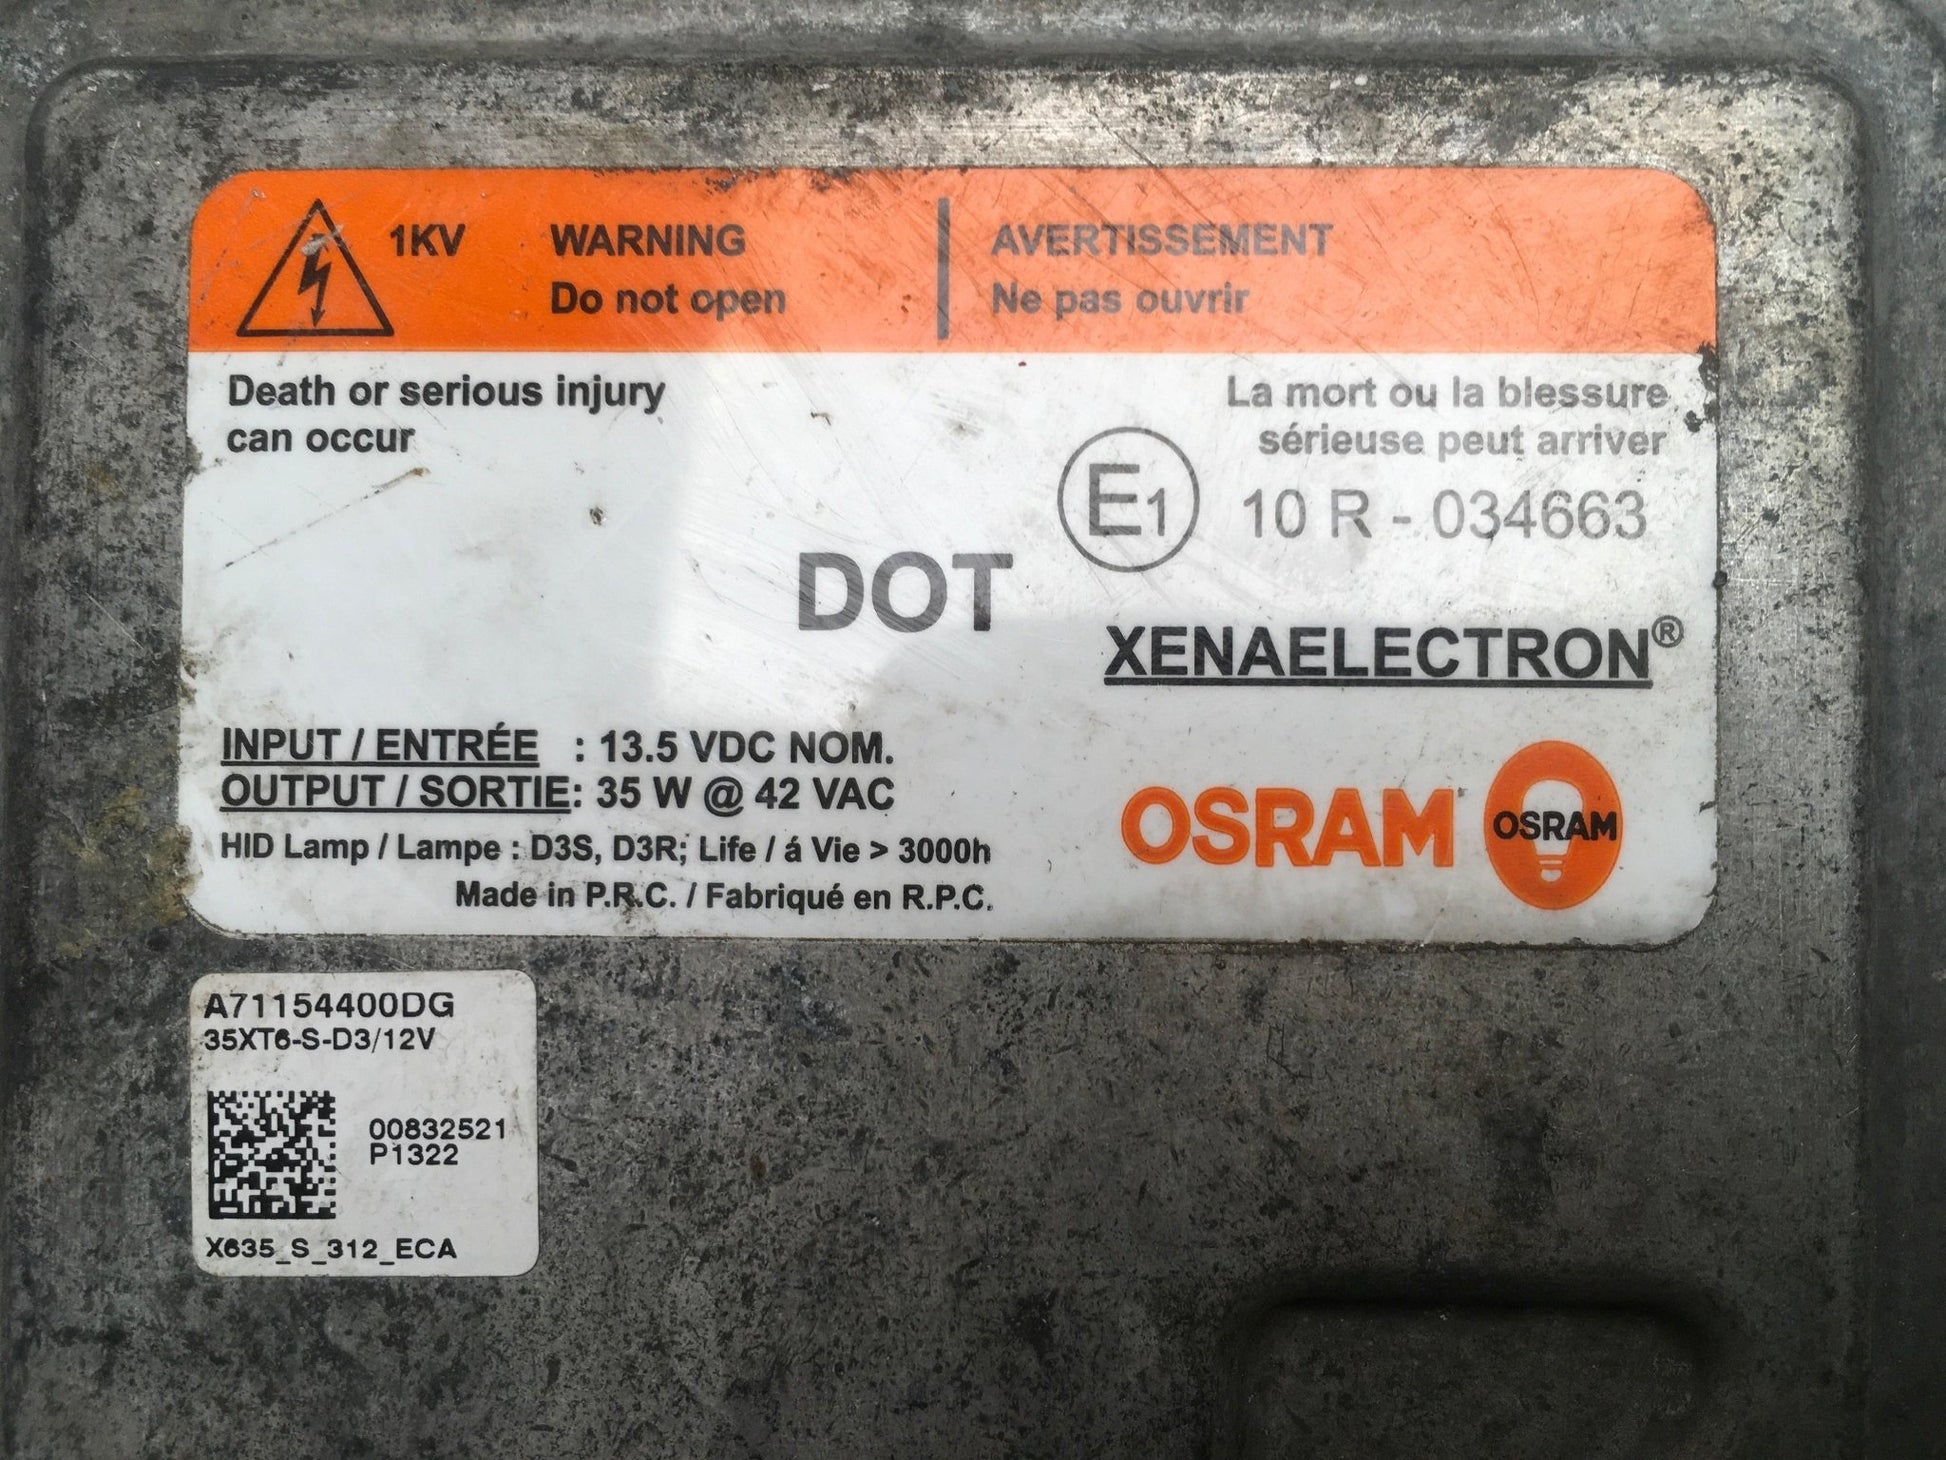 1KV WARNING AVERTISSEMENT
Do not open Ne pas ouvrir
Death or serious injury
can occur
La mort ou la blessure
sérieuse peut arriver
E1 10 R - 034663
DOT
XENAELECTRON®
INPUT / ENTRÉE : 13.5 VDC NOM.
OUTPUT / SORTIE: 35 W @ 42 VAC
HID Lamp / Lampe : D3S, D3R; Life / á Vie > 3000h
Made in P.R.C. / Fabriqué en R.P.C.
OSRAM OSRAM
A71154400DG
35XT6-S-D3/12V
00832521
P1322
X635_S_312_ECA